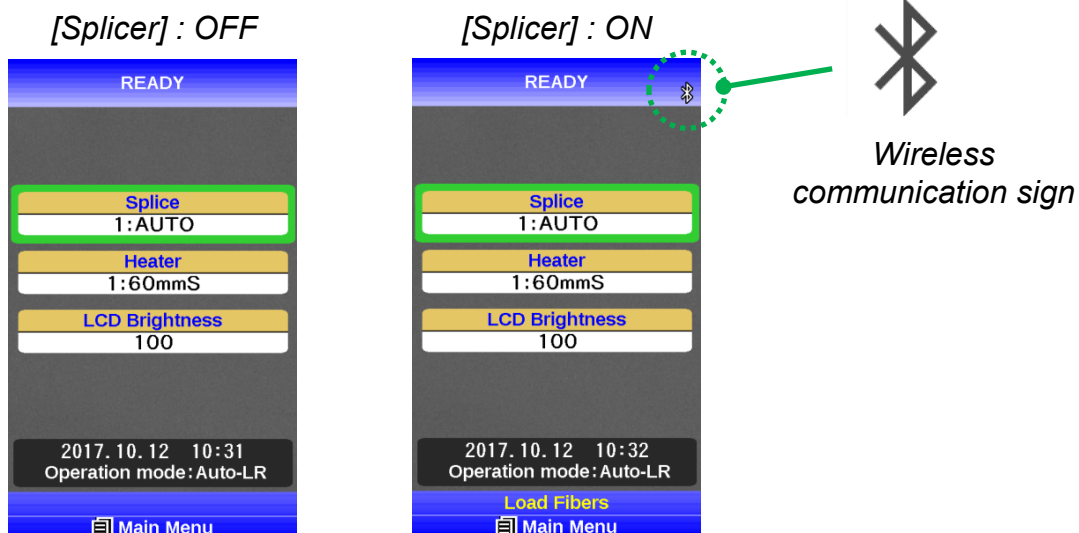 [Splicer] : OFF
READY
Splice
1:AUTO
Heater
1:60mmS
LCD Brightness
100
2017.10.12 10:31
Operation mode:Auto-LR
Main Menu
[Splicer] : ON
READY
Splice
1:AUTO
Heater
1:60mmS
LCD Brightness
100
2017.10.12 10:32
Operation mode:Auto-LR
Load Fibers
Main Menu
Wireless
communication sign